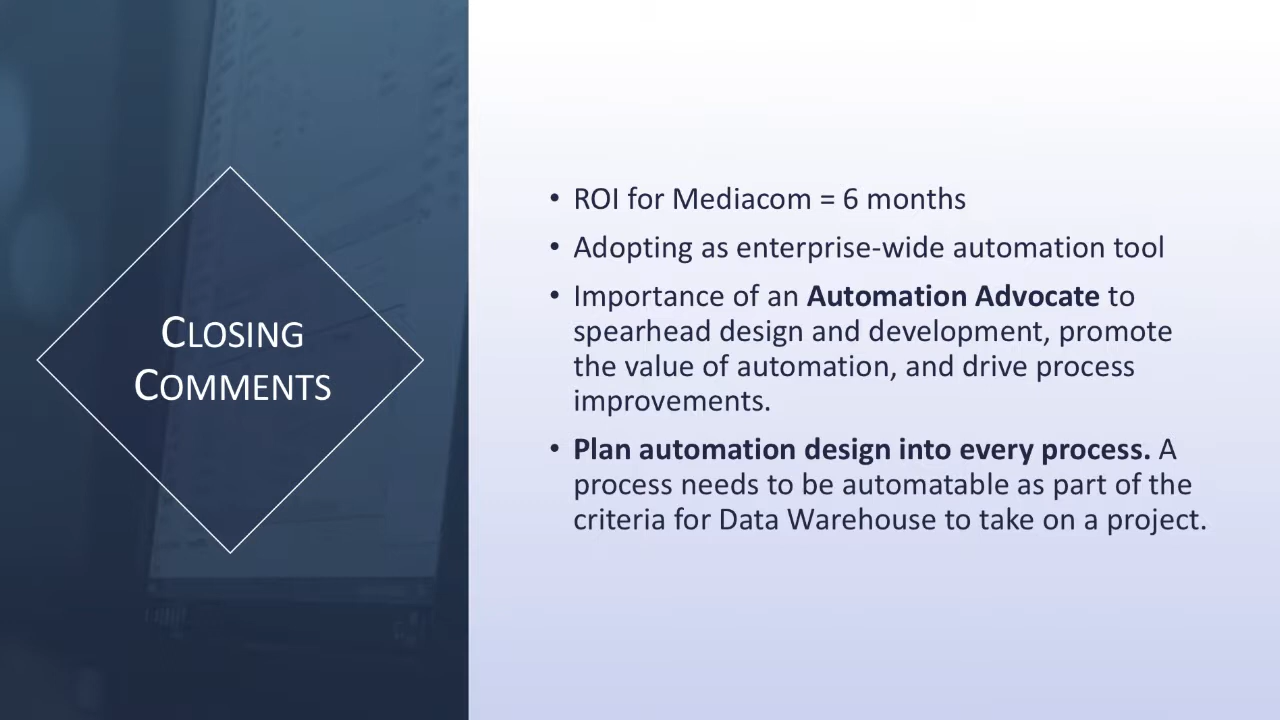 CLOSING
COMMENTS
• ROI for Mediacom = 6 months
• Adopting as enterprise-wide automation tool
• Importance of an Automation Advocate to
spearhead design and development, promote
the value of automation, and drive process
improvements.
• Plan automation design into every process. A
process needs to be automatable as part of the
criteria for Data Warehouse to take on a project.